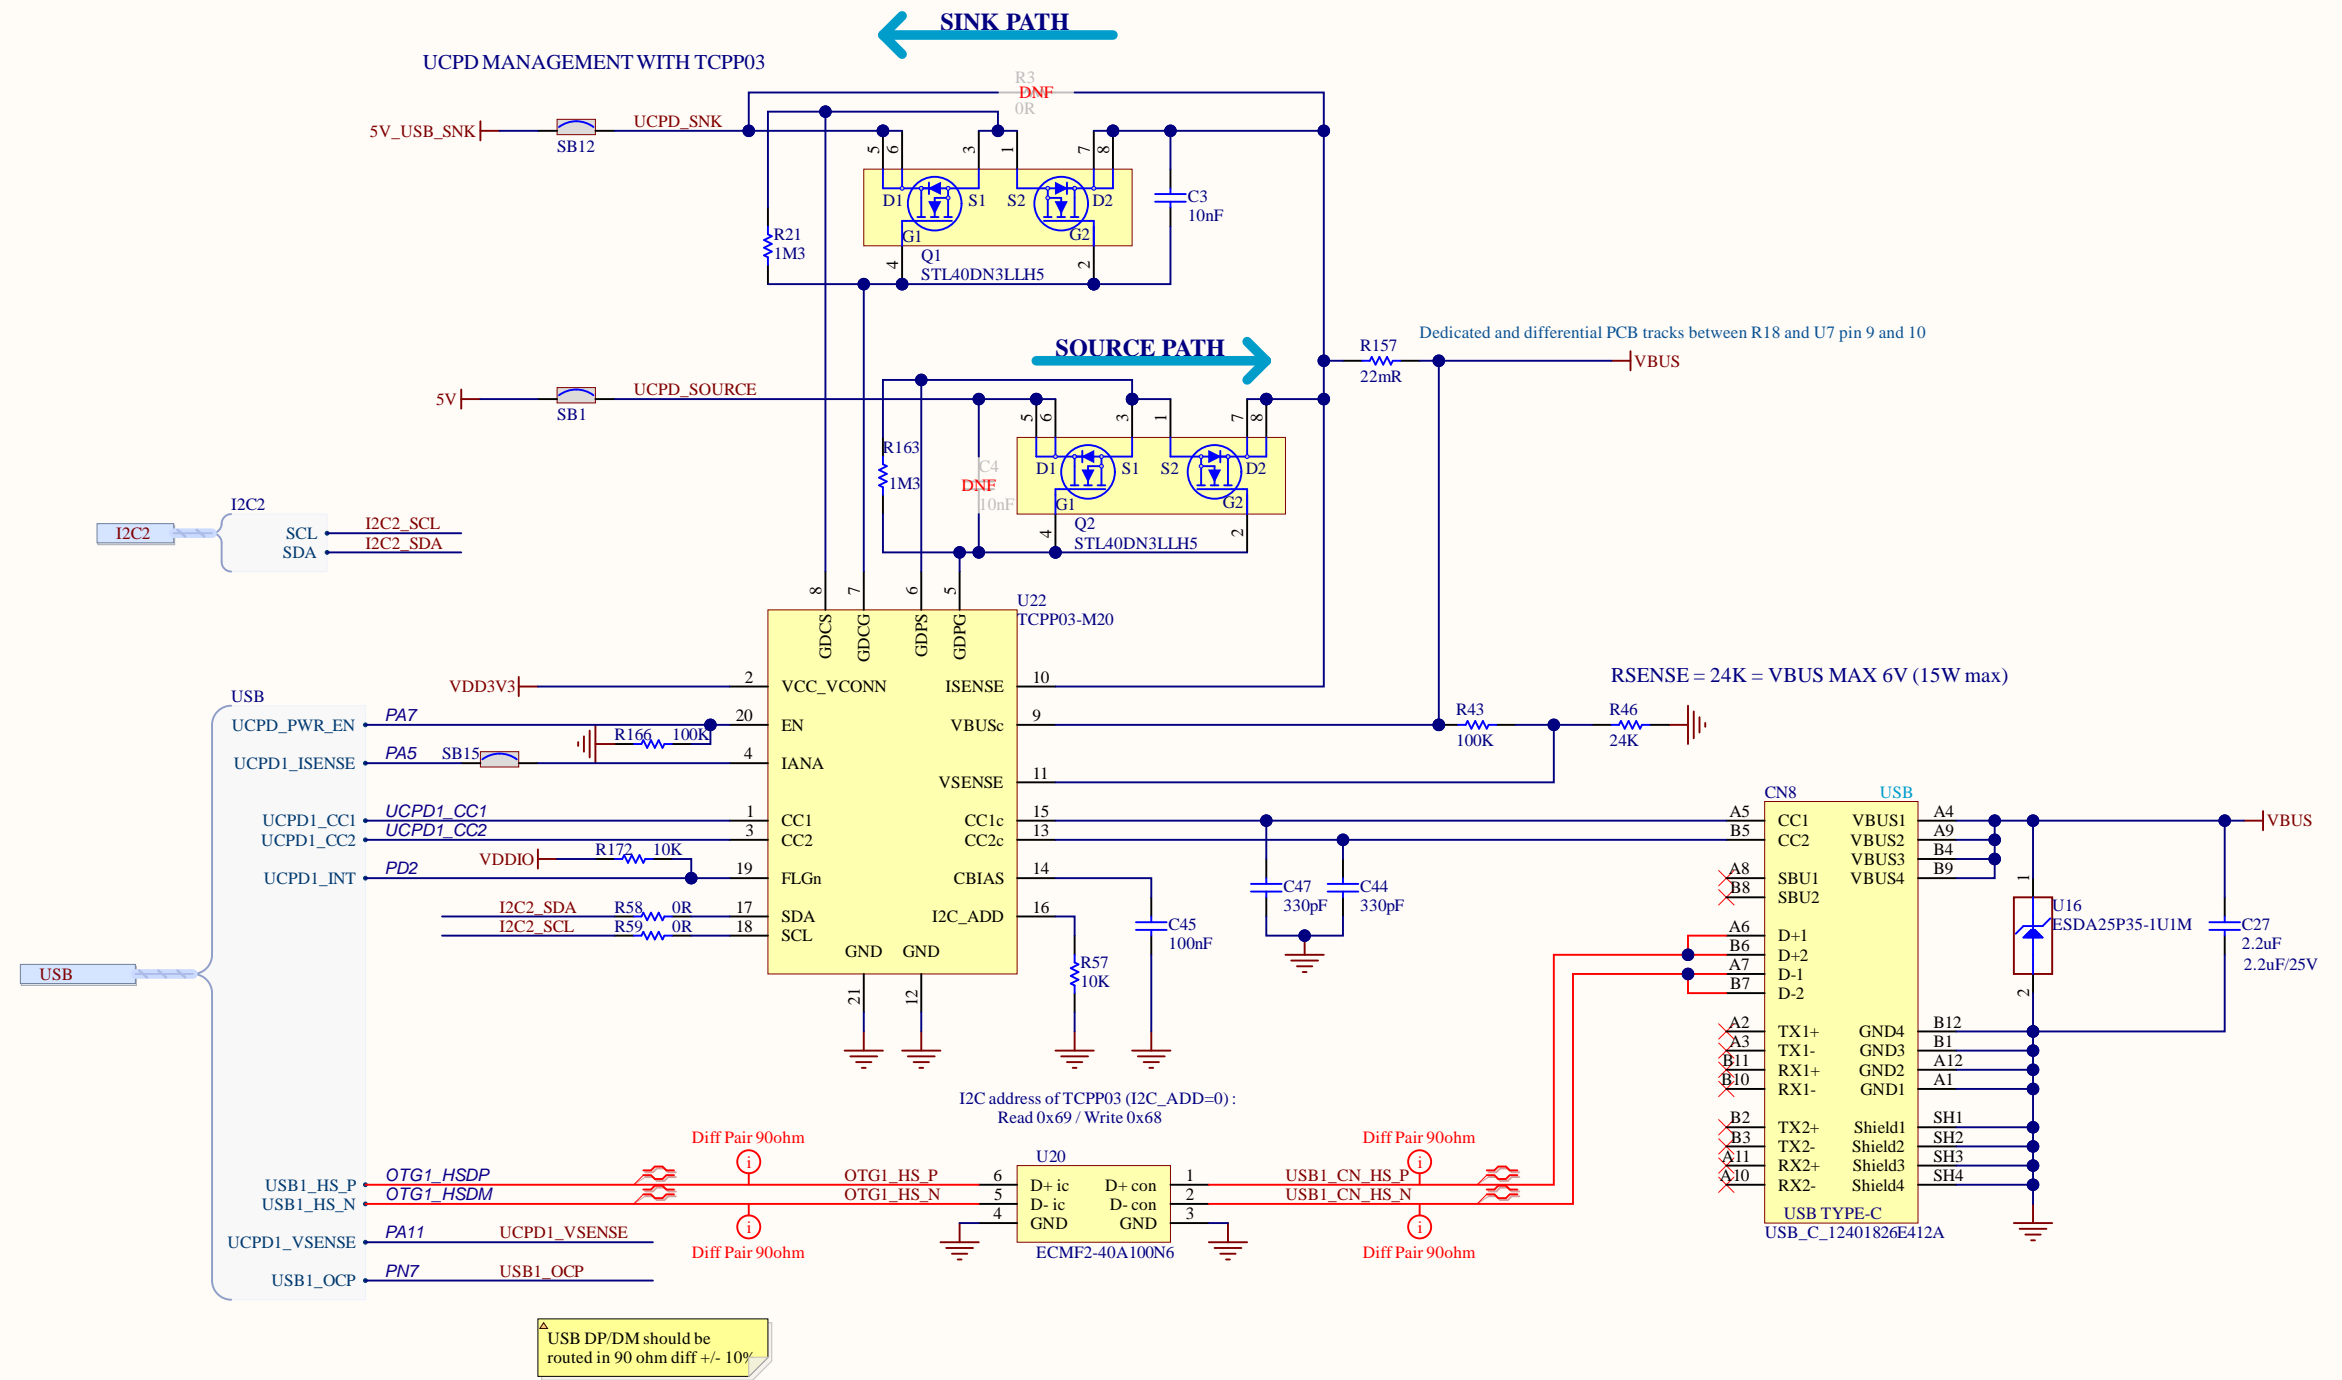 SINK PATH
UCPD MANAGEMENT WITH TCPP03
R3
DNF
0R
5V_USB_SNK
SB12
UCPD_SNK
5
6
3
1
7
8
D1
S1
S2
D2
G1
G2
C3
10nF
R21
1M3
4
2
Q1
STL40DN3LLH5
SOURCE PATH
Dedicated and differential PCB tracks between R18 and U7 pin 9 and 10
R157
22mR
VBUS
5V
SB1
UCPD_SOURCE
5
6
3
1
7
8
R163
1M3
C4
DNF
10nF
D1
S1
S2
D2
G1
G2
4
2
Q2
STL40DN3LLH5
I2C2
I2C2
SCL
SDA
I2C2_SCL
I2C2_SDA
8
7
6
5
U22
TCPP03-M20
GDCS
GDCG
GDPS
GDPG
VDD3V3
2
VCC_VCONN
ISENSE
10
RSENSE = 24K = VBUS MAX 6V (15W max)
USB
UCPD_PWR_EN
PA7
20
EN
VBUSc
9
R43
100K
R46
24K
R166
100K
UCPD1_ISENSE
PA5
SB15
4
IANA
VSENSE
11
UCPD1_CC1
UCPD1_CC1
1
CC1
CC1c
15
UCPD1_CC2
UCPD1_CC2
3
CC2
CC2c
13
VDDIO
R172
10K
UCPD1_INT
PD2
19
FLGn
CBIAS
14
I2C2_SDA
R58
0R
17
SDA
I2C_ADD
16
I2C2_SCL
R59
0R
18
SCL
GND
GND
21
12
C47
330pF
C44
330pF
C45
100nF
R57
10K
USB
CN8
USB
A5
CC1
VBUS1
A4
B5
CC2
VBUS2
A9
VBUS3
B4
A8
SBU1
VBUS4
B9
B8
SBU2
A6
D+1
B6
D+2
A7
D-1
B7
D-2
A2
TX1+
GND4
B12
A3
TX1-
GND3
B1
B11
RX1+
GND2
A12
B10
RX1-
GND1
A1
B2
TX2+
Shield1
SH1
B3
TX2-
Shield2
SH2
A11
RX2+
Shield3
SH3
A10
RX2-
Shield4
SH4
USB TYPE-C
USB_C_12401826E412A
VBUS
1
U16
ESDA25P35-1U1M
2
C27
2.2uF
2.2uF/25V
I2C address of TCPP03 (I2C_ADD=0) :
Read 0x69 / Write 0x68
Diff Pair 90ohm
i
Diff Pair 90ohm
i
U20
USB1_HS_P
OTG1_HSDP
OTG1_HS_P
6
D+ ic
D+ con
1
USB1_CN_HS_P
USB1_HS_N
OTG1_HSDM
OTG1_HS_N
5
D- ic
D- con
2
USB1_CN_HS_N
4
GND
GND
3
ECMF2-40A100N6
i
Diff Pair 90ohm
i
Diff Pair 90ohm
UCPD1_VSENSE
PA11
UCPD1_VSENSE
USB1_OCP
PN7
USB1_OCP
USB DP/DM should be
routed in 90 ohm diff +/- 10%